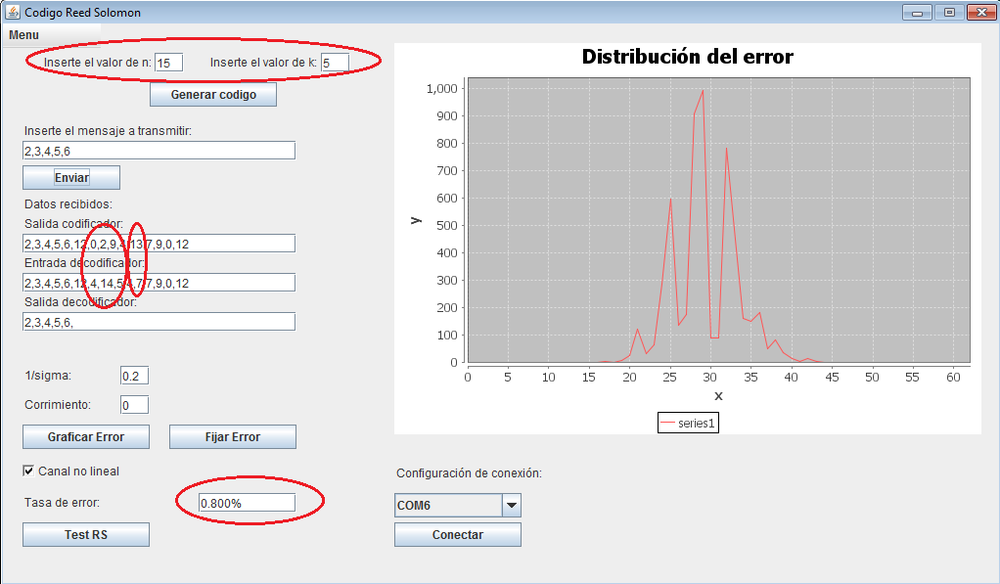 Codigo Reed Solomon
Menu
Inserte el valor de n: 15 Inserte el valor de k: 5
Generar codigo
Inserte el mensaje a transmitir:
2,3,4,5,6
Enviar
Datos recibidos:
Salida codificador:
2,3,4,5,6,12,0,2,9,4,13,7,9,0,12
Entrada decodificador:
2,3,4,5,6,12,4,14,5,4,7,7,9,0,12
Salida decodificador:
2,3,4,5,6,
1/sigma: 0.2
Corrimiento: 0
Graficar Error Fijar Error
Canal no lineal
Tasa de error: 0.800%
Test RS
Distribución del error
1,000
900
800
700
600
500
400
300
200
100
0
y
0 5 10 15 20 25 30 35 40 45 50 55 60
x
series1
Configuración de conexión:
COM6
Conectar